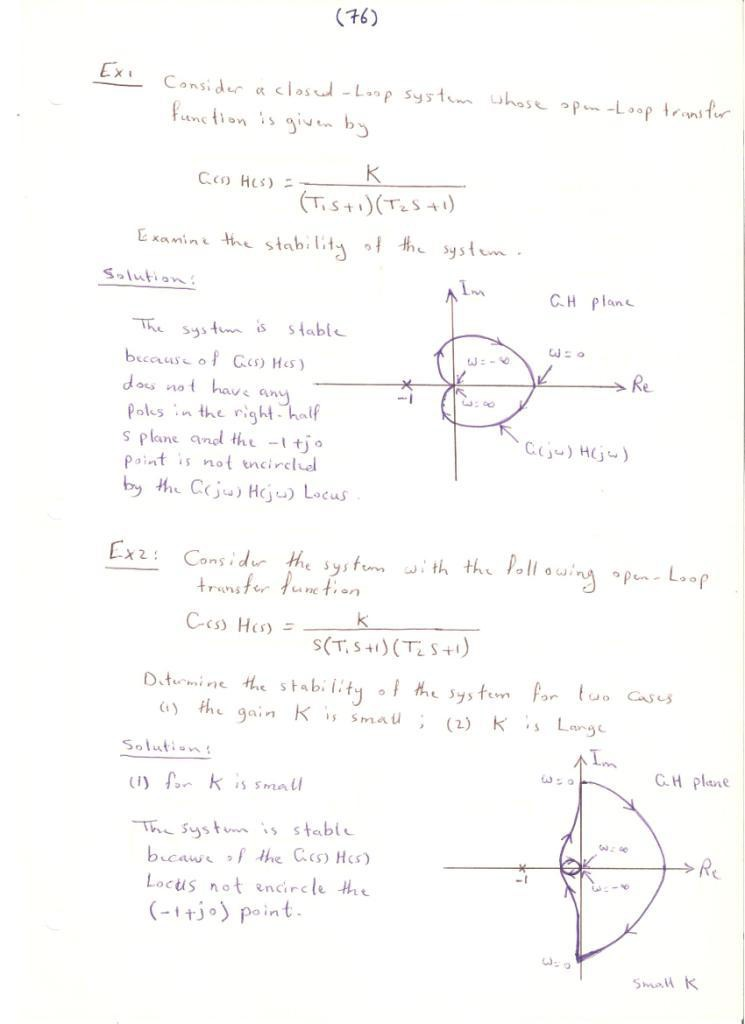 (76)
Ex1 Consider a closed-Loop system whose open-Loop transfer
function is given by
G(s) H(s) = K
(T1s+1)(T2s+1)
Examine the stability of the system.
Solution:
The system is stable
because of G(s) H(s)
does not have any
poles in the right-half
s plane and the -1+j0
point is not encircled
by the G(jω) H(jω) Locus.
Im
G.H plane
ω=-∞
ω=0
-1
ω=∞
Re
G(jω) H(jω)
Ex2: Consider the system with the following open-Loop
transfer function
G(s) H(s) = K
s(T1s+1)(T2s+1)
Determine the stability of the system for two cases
(1) the gain K is small ; (2) K is Large
Solution:
(1) for K is small
The system is stable
because of the G(s) H(s)
Locus not encircle the
(-1+j0) point.
Im
ω=0
G.H plane
ω=∞
-1
Re
ω=-∞
ω=0
small K